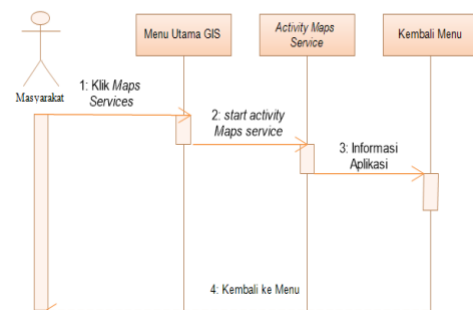 Menu Utama GIS
Activity Maps
Service
Kembali Menu
Masyarakat
1: Klik Maps
Services
2: start activity
Maps service
3: Informasi
Aplikasi
4: Kembali ke Menu